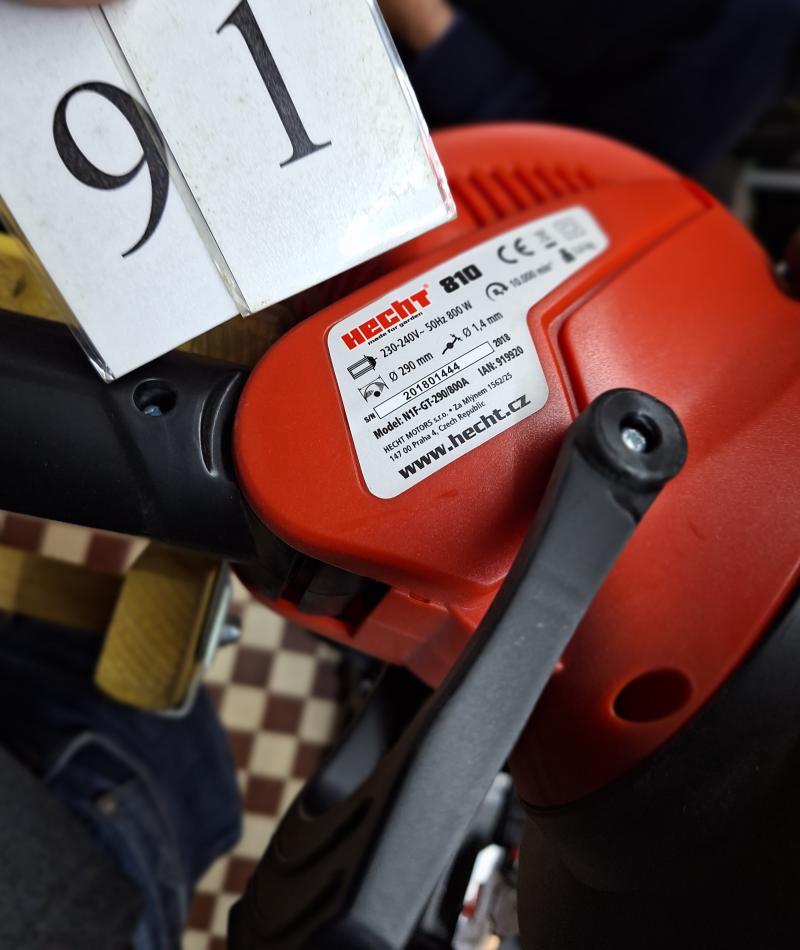 91
HECHT® 810
made for garden
CE
230-240V~ 50Hz 800 W
10.000 min⁻¹
Ø 290 mm
Ø 1,4 mm
S/N 201801444
2018
Model: N1F-GT-290/800A IAN: 919920
HECHT MOTORS s.r.o. • Za Mlýnem 1562/25
147 00 Praha 4, Czech Republic
www.hecht.cz